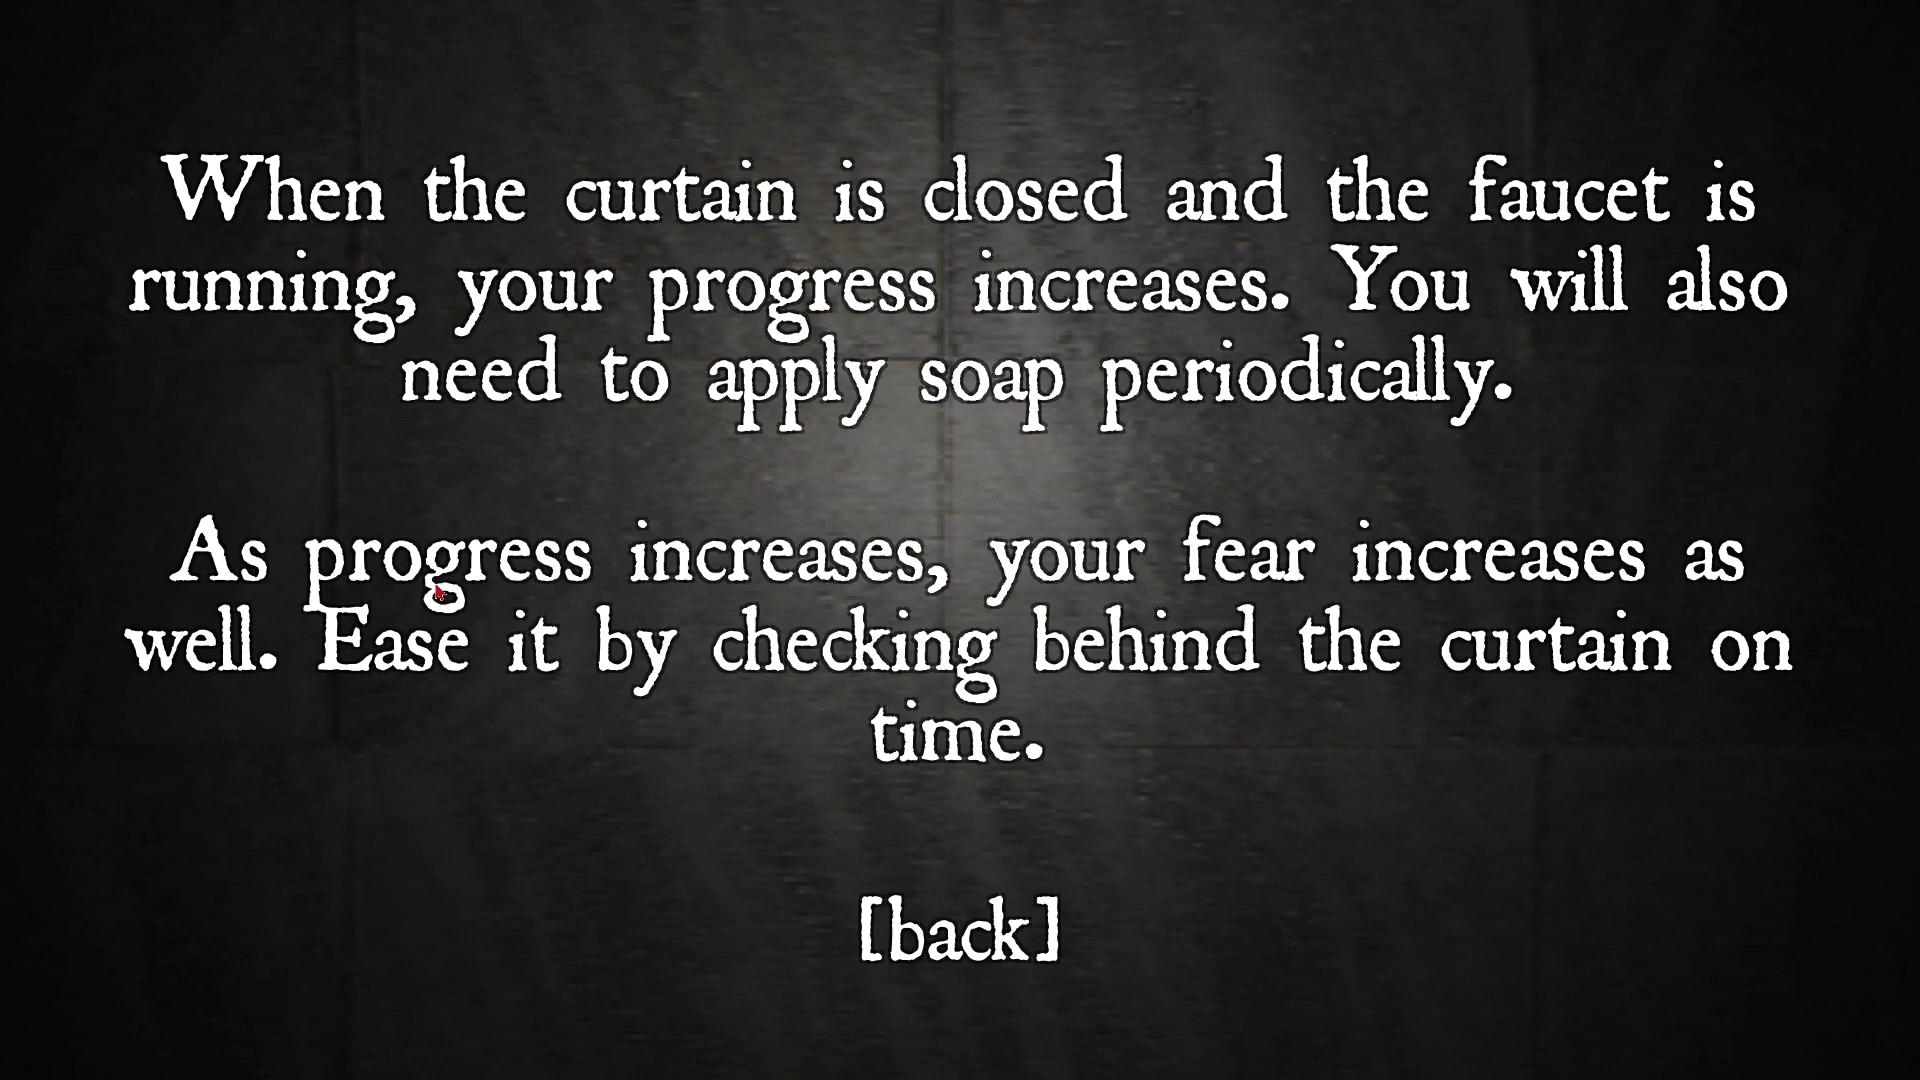 When the curtain is closed and the faucet is
running, your progress increases. You will also
need to apply soap periodically.
As progress increases, your fear increases as
well. Ease it by checking behind the curtain on
time.
[back]